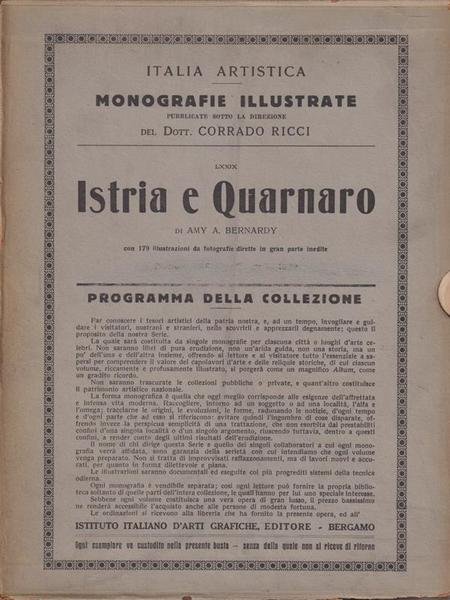 ITALIA ARTISTICA
MONOGRAFIE ILLUSTRATE
PUBBLICATE SOTTO LA DIREZIONE
DEL DOTT. CORRADO RICCI
LXXIX
Istria e Quarnaro
DI AMY A. BERNARDY
con 179 illustrazioni da fotografie dirette in gran parte inedite
PROGRAMMA DELLA COLLEZIONE
Far conoscere i tesori artistici della patria nostra, e, ad un tempo, invogliare e gui-
dare i visitatori, nostrani e stranieri, nello scovrirli e apprezzarli degnamente; questo il
proposito della nostra Serie.
La quale sarà costituita da singole monografie per ciascuna città o luoghi d'arte ce-
lebri. Non saranno libri di pura erudizione, non un'arida guida, non una storia, ma un
po' dell'una e dell'altra insieme, offrendo al lettore e al visitatore tutto l'essenziale a sa-
persi per comprendere il valore dei capolavori d'arte e delle reliquie storiche, di cui ciascun
volume, riccamente e profusamente illustrato, si porgerà come un magnifico Album, come
un gradito ricordo.
Non saranno trascurate le collezioni pubbliche o private, e quant'altro costituisce
il patrimonio artistico nazionale.
La forma monografica è quella che oggi meglio corrisponde alle esigenze dell'affrettata
e intensa vita moderna. Raccogliere, intorno ad un soggetto o ad una località, l'alfa e
l'omega; tracciarne le origini, le evoluzioni, le forme, radunando le notizie, d'ogni tempo
e d'ogni parte che ad esse si riferiscono: evitare quindi l'ingombro di cose disparate, of-
frendo invece la perspicua semplicità di una trattazione, che non esorbita dai prestabiliti
confini d'una singola località o d'un singolo argomento, riuscendo tuttavia, dentro a questi
confini, a render conto degli ultimi risultati dell'erudizione.
Il nome di chi dirige questa Serie e quello dei singoli collaboratori a cui ogni mono-
grafia verrà affidata, sono garanzia della serietà con cui intendiamo che ogni volume
venga preparato. Non si tratta di improvvisati raffazzonamenti, ma di lavori nuovi e accu-
rati, per quanto in forma dilettevole e piana.
Le illustrazioni saranno documentali ed eseguite coi più progrediti sistemi della tecnica
odierna.
Ogni monografia è vendibile separata; così ogni lettore può fornire la propria biblio-
teca soltanto di quelle parti dell'intera collezione, le quali hanno per lui uno speciale interesse.
Sebbene ogni volume costituisca una vera opera di gran lusso, il prezzo bassissimo
ne renderà accessibile l'acquisto anche alle persone di modesta fortuna.
Le ordinazioni si ricevono alla libreria che ha fornito la presente opera, ed all'
ISTITUTO ITALIANO D'ARTI GRAFICHE, EDITORE - BERGAMO
Ogni esemplare va custodito nella presente busta — senza della quale non si riceve di ritorno